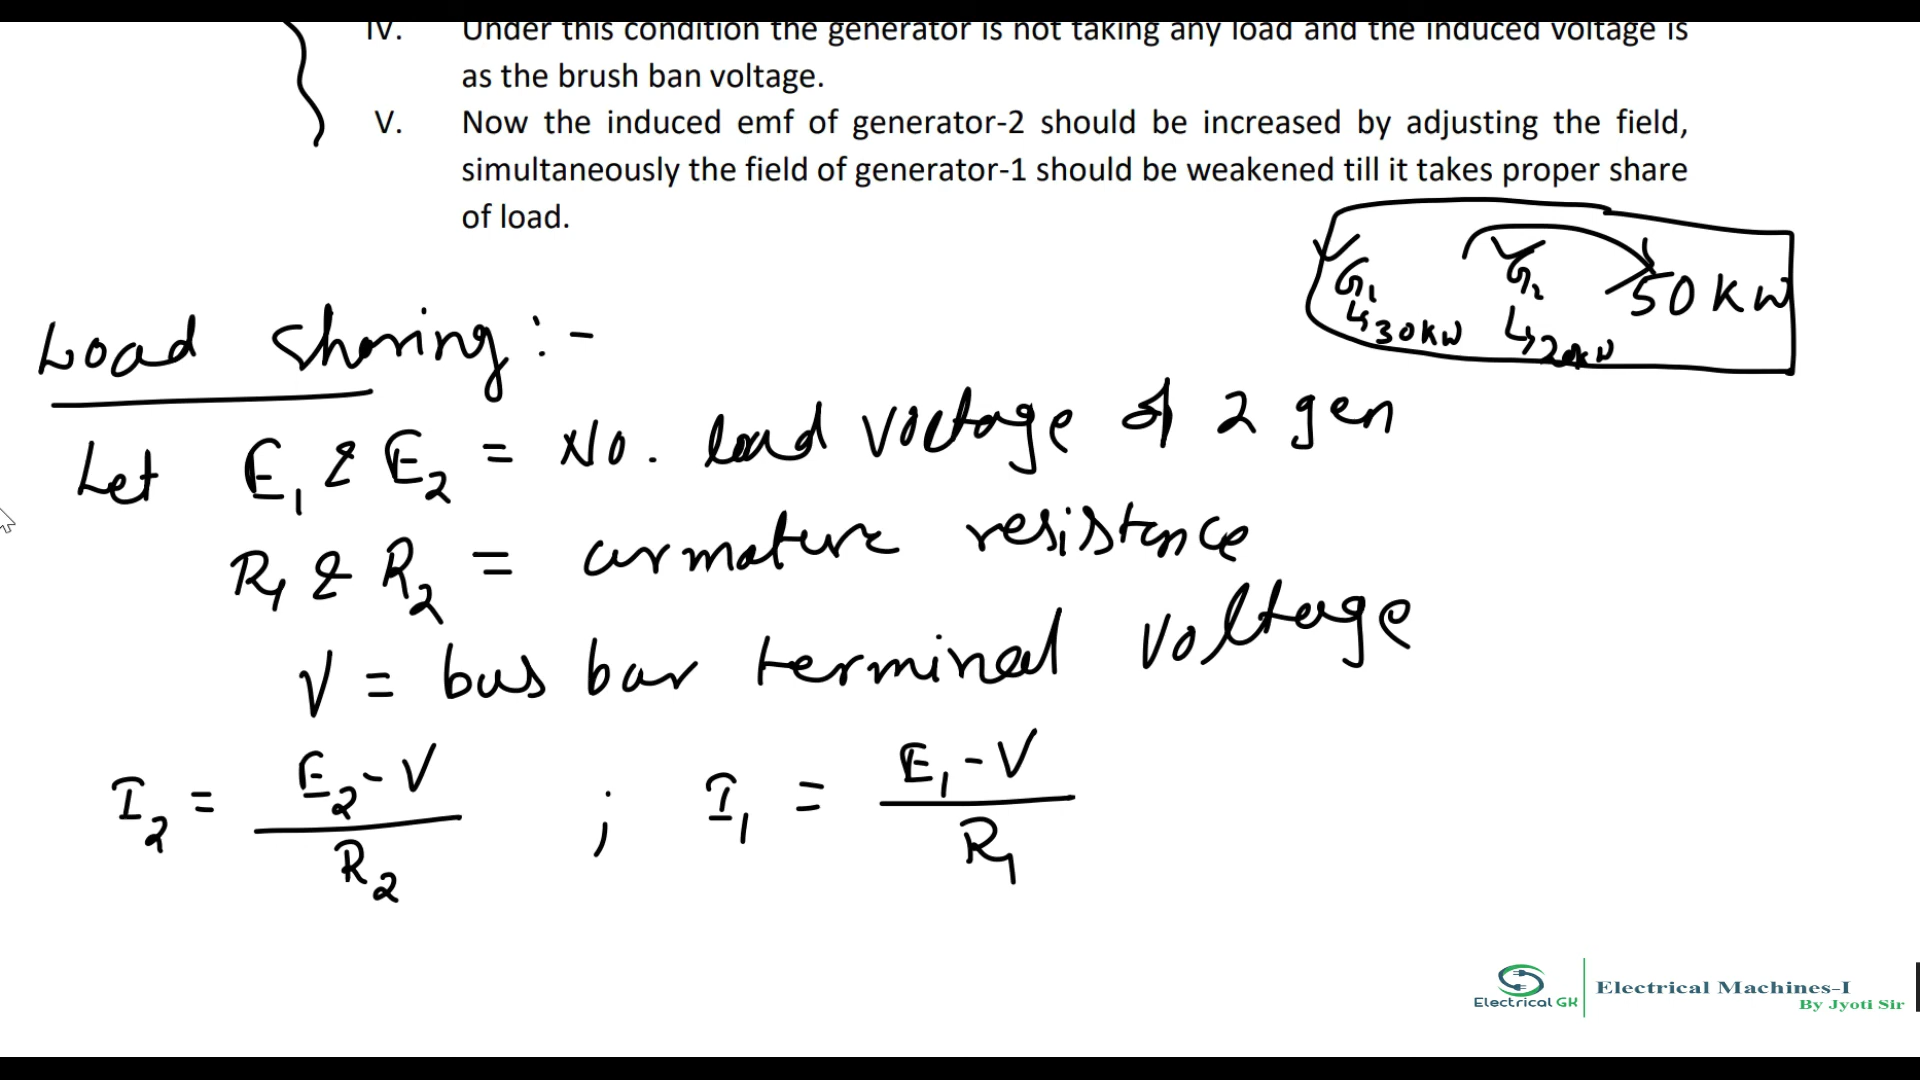 IV. Under this condition the generator is not taking any load and the induced voltage is
as the brush ban voltage.
V. Now the induced emf of generator-2 should be increased by adjusting the field,
simultaneously the field of generator-1 should be weakened till it takes proper share
of load.
G1 G2 50 KW
30KW 20KW
Load Sharing :-
Let E1 & E2 = No. load voltage of 2 gen
R1 & R2 = armature resistance
V = bus bar terminal voltage
I2 = E2 - V / R2 ; I1 = E1 - V / R1
Electrical GK
Electrical Machines-I
By Jyoti Sir